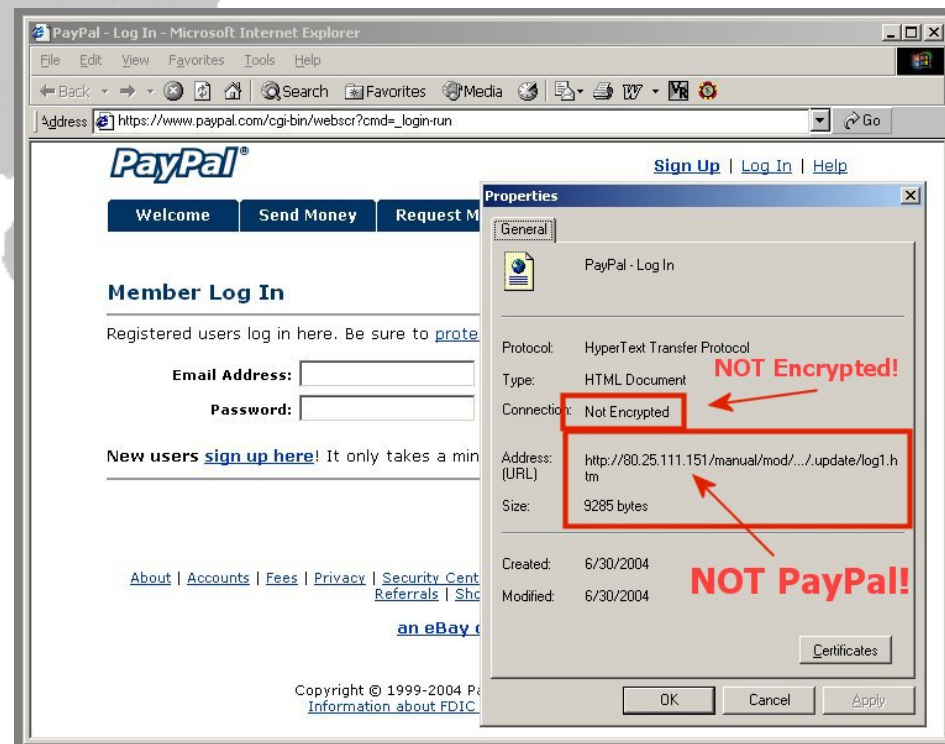 PayPal - Log In - Microsoft Internet Explorer
File Edit View Favorites Tools Help
Back Search Favorites Media
Address https://www.paypal.com/cgi-bin/webscr?cmd=_login-run Go
PayPal®
Sign Up | Log In | Help
Welcome Send Money Request M
Member Log In
Registered users log in here. Be sure to prote
Email Address:
Password:
New users sign up here! It only takes a min
About | Accounts | Fees | Privacy | Security Cent
Referrals | Sho
an eBay c
Copyright © 1999-2004 Pa
Information about FDIC
Properties
General
PayPal - Log In
Protocol: HyperText Transfer Protocol
NOT Encrypted!
Type: HTML Document
Connection: Not Encrypted
Address: http://80.25.111.151/manual/mod/.../.update/log1.h
(URL) tm
Size: 9285 bytes
Created: 6/30/2004
NOT PayPal!
Modified: 6/30/2004
Certificates
OK Cancel Apply